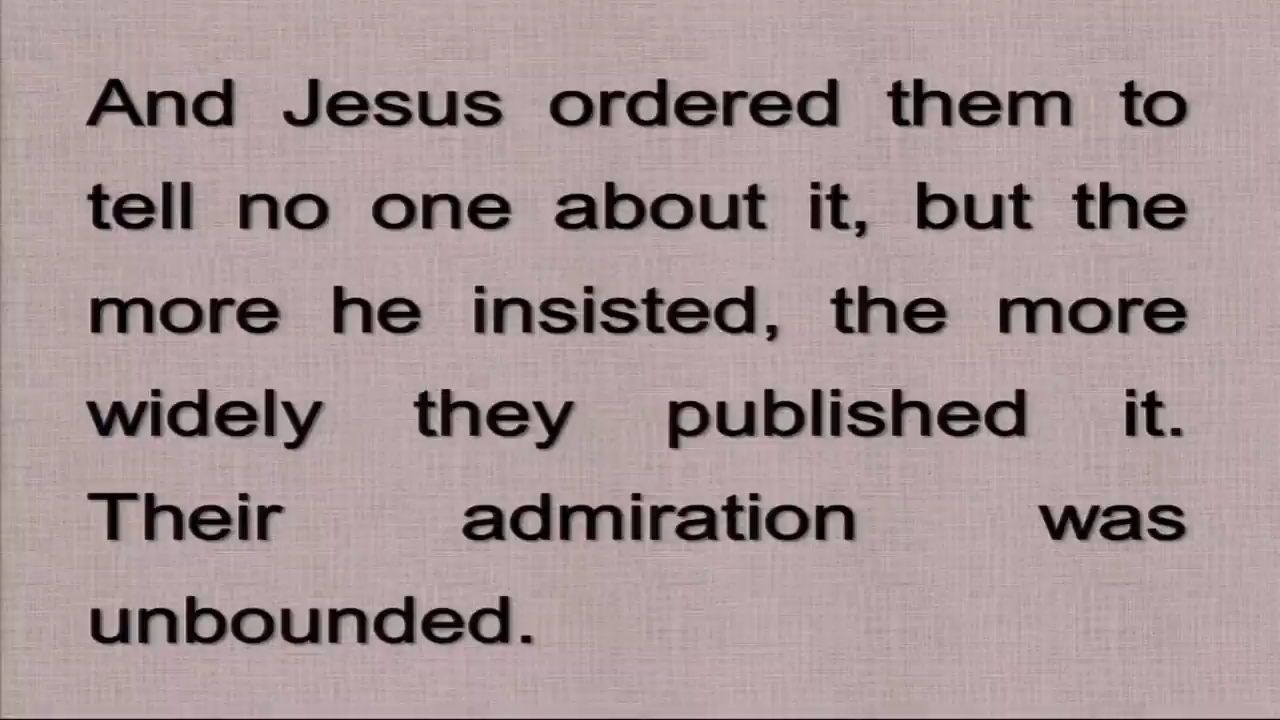 And Jesus ordered them to
tell no one about it, but the
more he insisted, the more
widely they published it.
Their admiration was
unbounded.